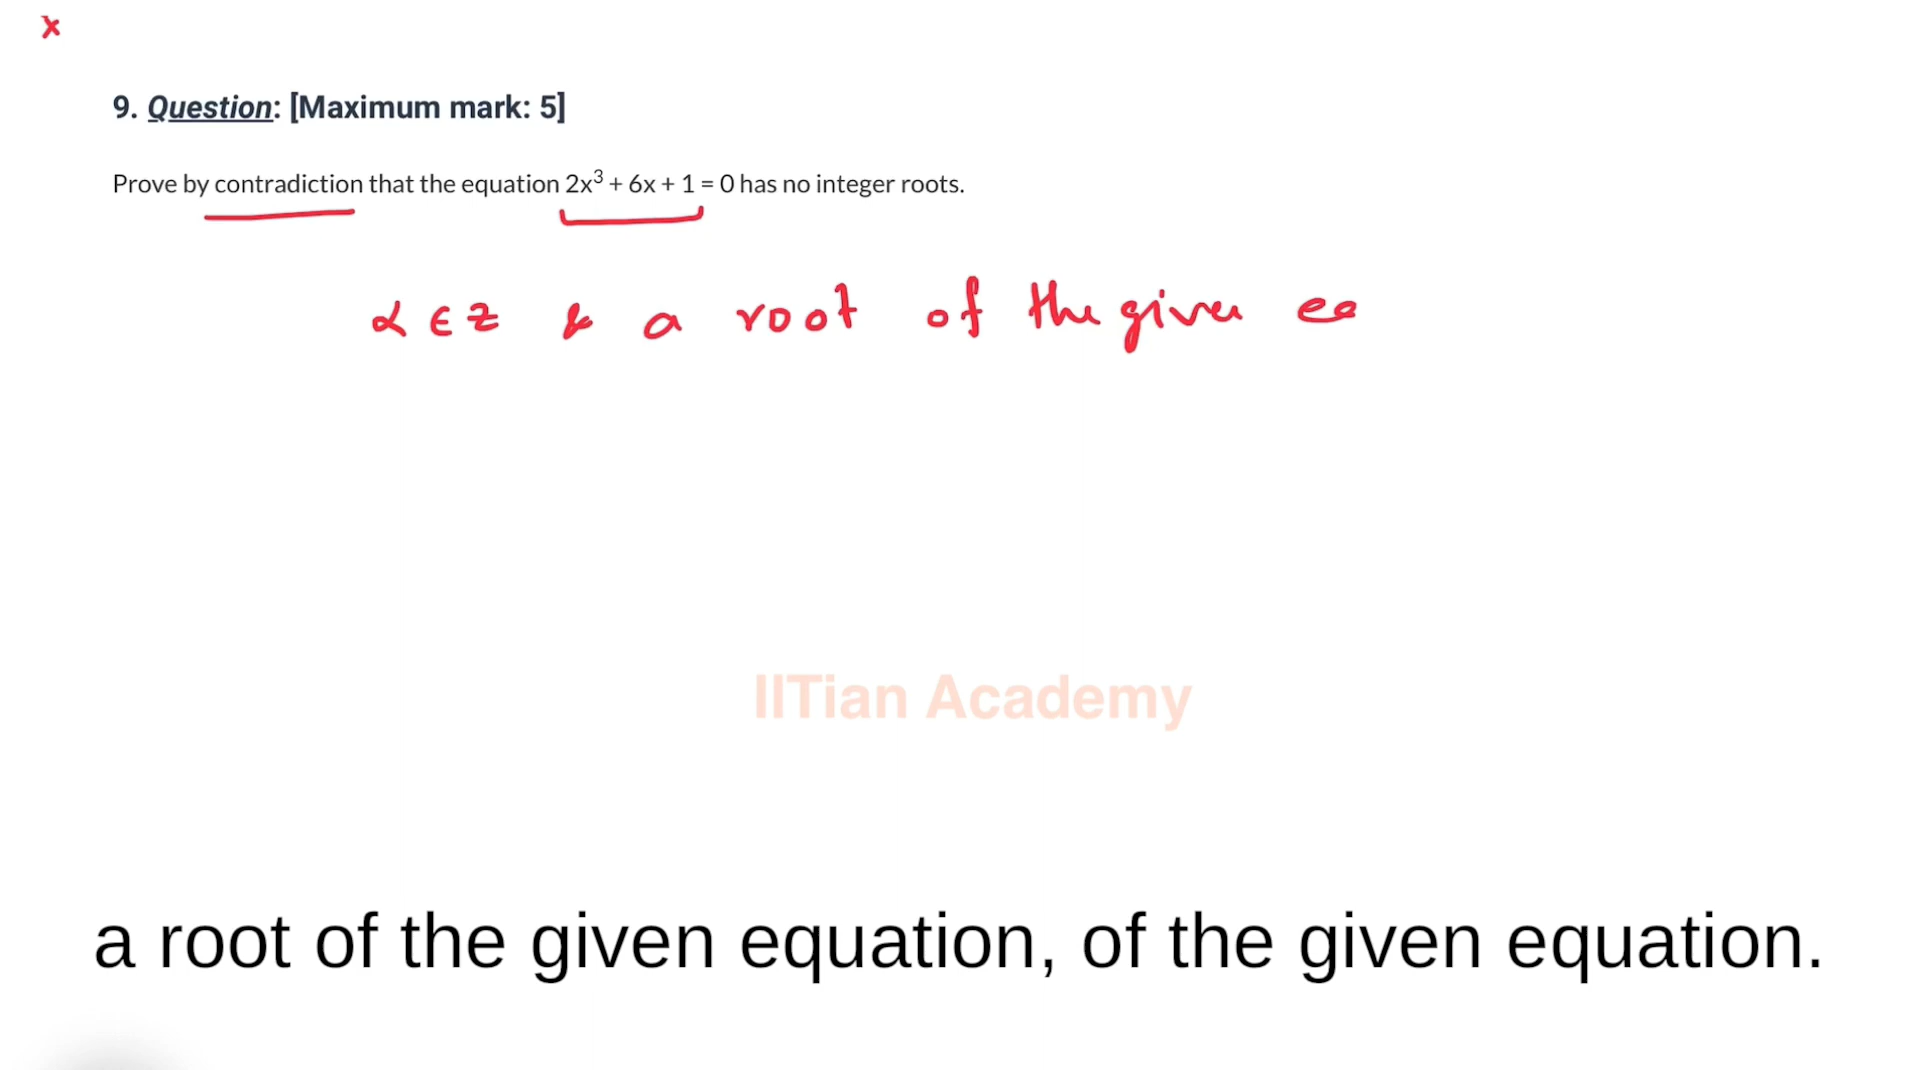 x
9. Question: [Maximum mark: 5]
Prove by contradiction that the equation 2x³ + 6x + 1 = 0 has no integer roots.
α ∈ z & a root of the given
IITian Academy
a root of the given equation, of the given equation.